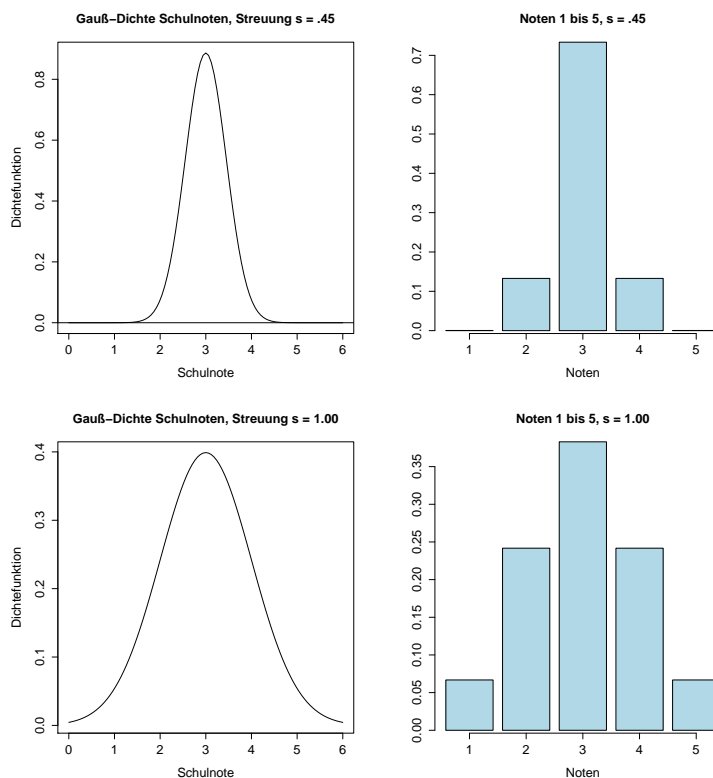 Gauß−Dichte Schulnoten, Streuung s = .45
Dichtefunktion
0.0 0.2 0.4 0.6 0.8
0 1 2 3 4 5 6
Schulnote
Noten 1 bis 5, s = .45
0.0 0.1 0.2 0.3 0.4 0.5 0.6 0.7
1 2 3 4 5
Noten
Gauß−Dichte Schulnoten, Streuung s = 1.00
Dichtefunktion
0.0 0.1 0.2 0.3 0.4
0 1 2 3 4 5 6
Schulnote
Noten 1 bis 5, s = 1.00
0.00 0.05 0.10 0.15 0.20 0.25 0.30 0.35
1 2 3 4 5
Noten